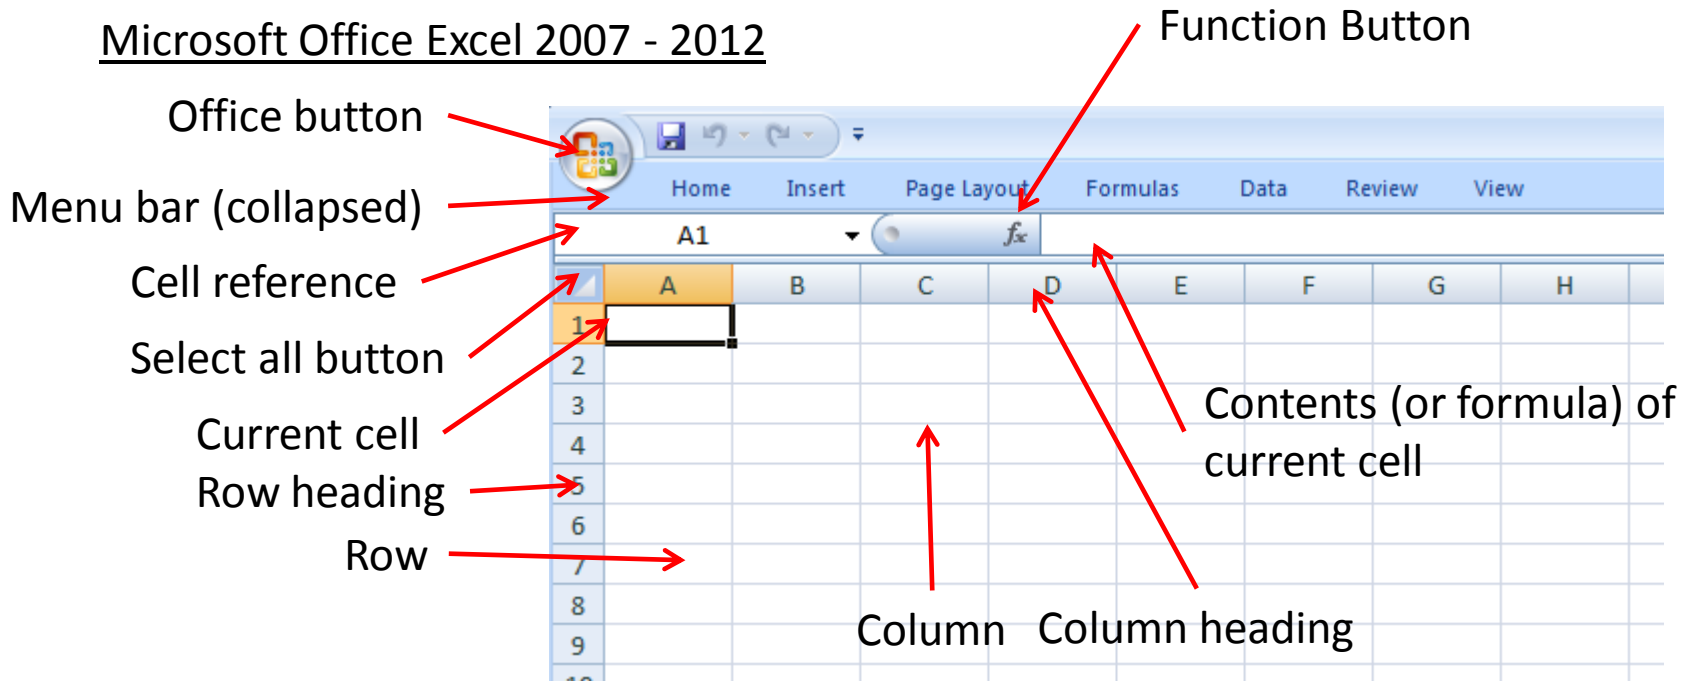 Microsoft Office Excel 2007 - 2012
Function Button
Office button
Menu bar (collapsed)
Home Insert Page Layout Formulas Data Review View
Cell reference
A1 fx
Select all button
A B C D E F G H
1
2
3
4
5
6
7
8
9
10
Current cell
Row heading
Row
Contents (or formula) of
current cell
Column
Column heading